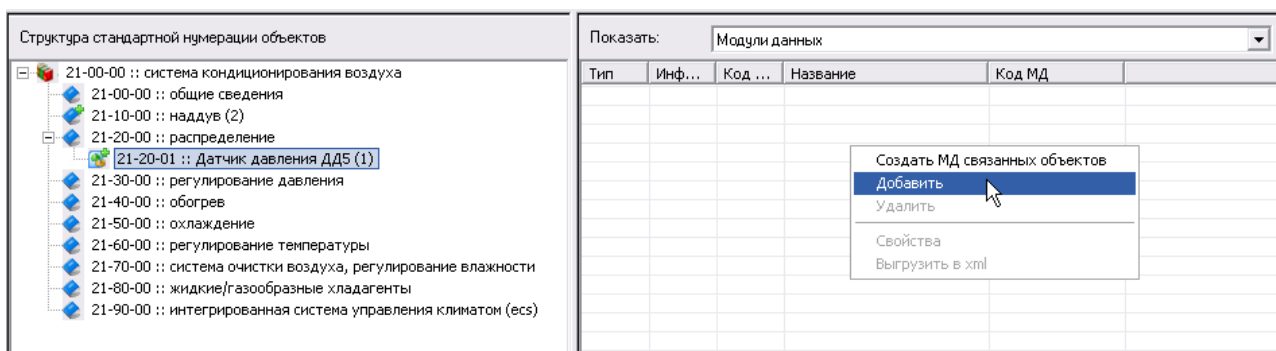 Структура стандартной нумерации объектов
21-00-00 :: система кондиционирования воздуха
21-00-00 :: общие сведения
21-10-00 :: наддув (2)
21-20-00 :: распределение
21-20-01 :: Датчик давления ДД5 (1)
21-30-00 :: регулирование давления
21-40-00 :: обогрев
21-50-00 :: охлаждение
21-60-00 :: регулирование температуры
21-70-00 :: система очистки воздуха, регулирование влажности
21-80-00 :: жидкие/газообразные хладагенты
21-90-00 :: интегрированная система управления климатом (ecs)
Показать: Модули данных
Тип Инф... Код ... Название Код МД
Создать МД связанных объектов
Добавить
Удалить
Свойства
Выгрузить в xml